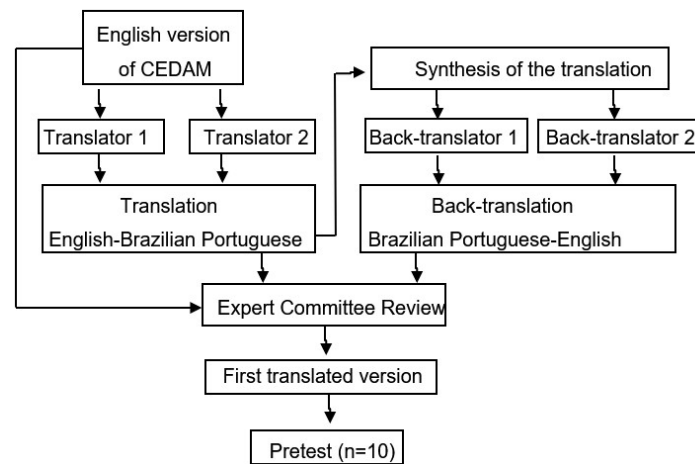 English version
of CEDAM
Synthesis of the translation
Translator 1
Translator 2
Back-translator 1
Back-translator 2
Translation
English-Brazilian Portuguese
Back-translation
Brazilian Portuguese-English
Expert Committee Review
First translated version
Pretest (n=10)